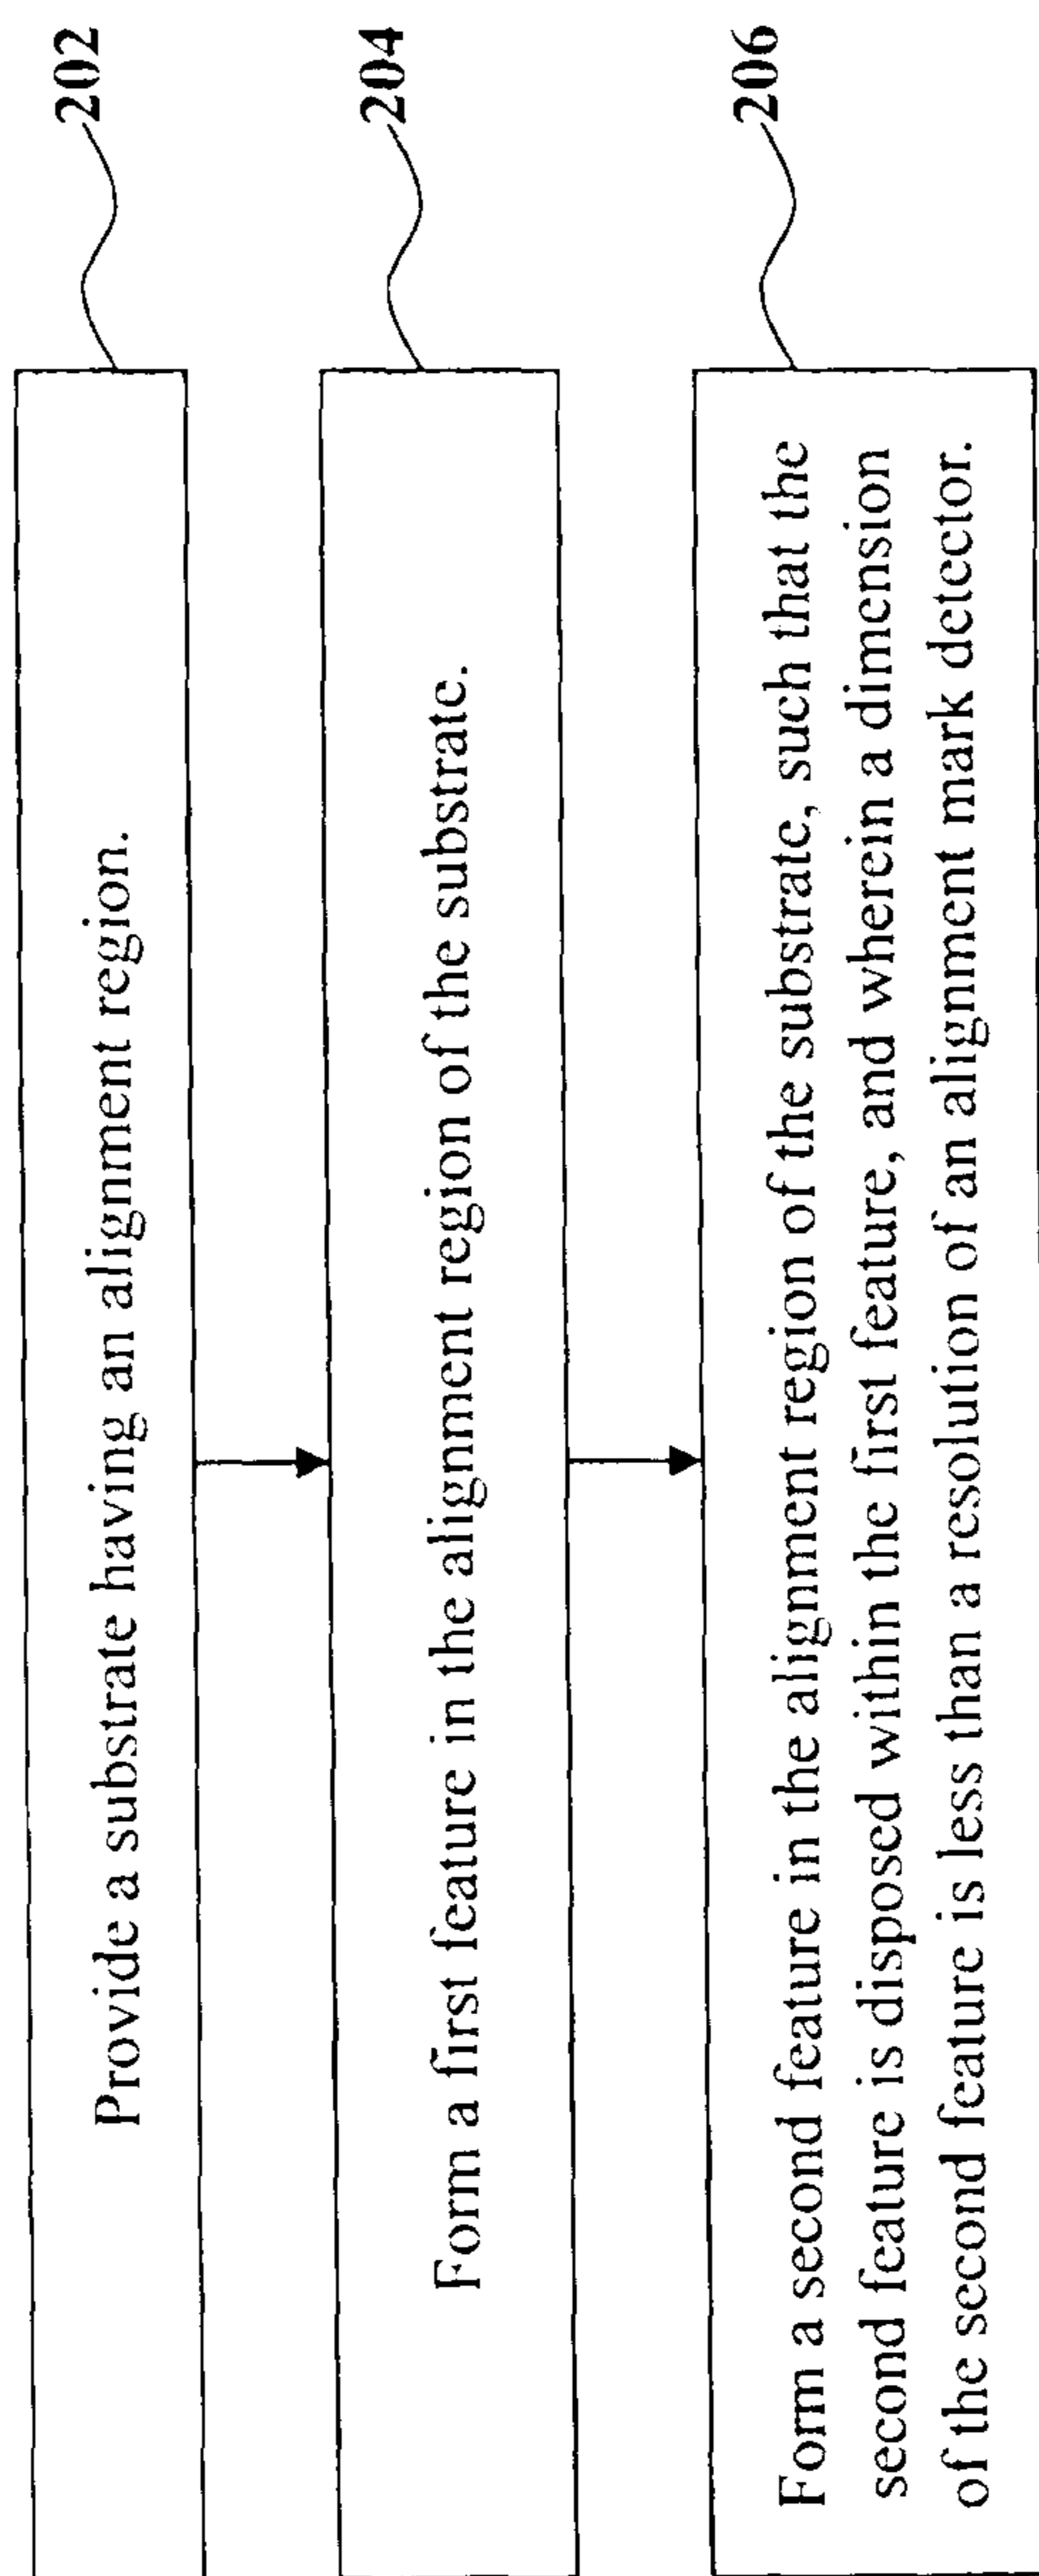 Provide a substrate having an alignment region.
202
Form a first feature in the alignment region of the substrate.
204
Form a second feature in the alignment region of the substrate, such that the
second feature is disposed within the first feature, and wherein a dimension
of the second feature is less than a resolution of an alignment mark detector.
206